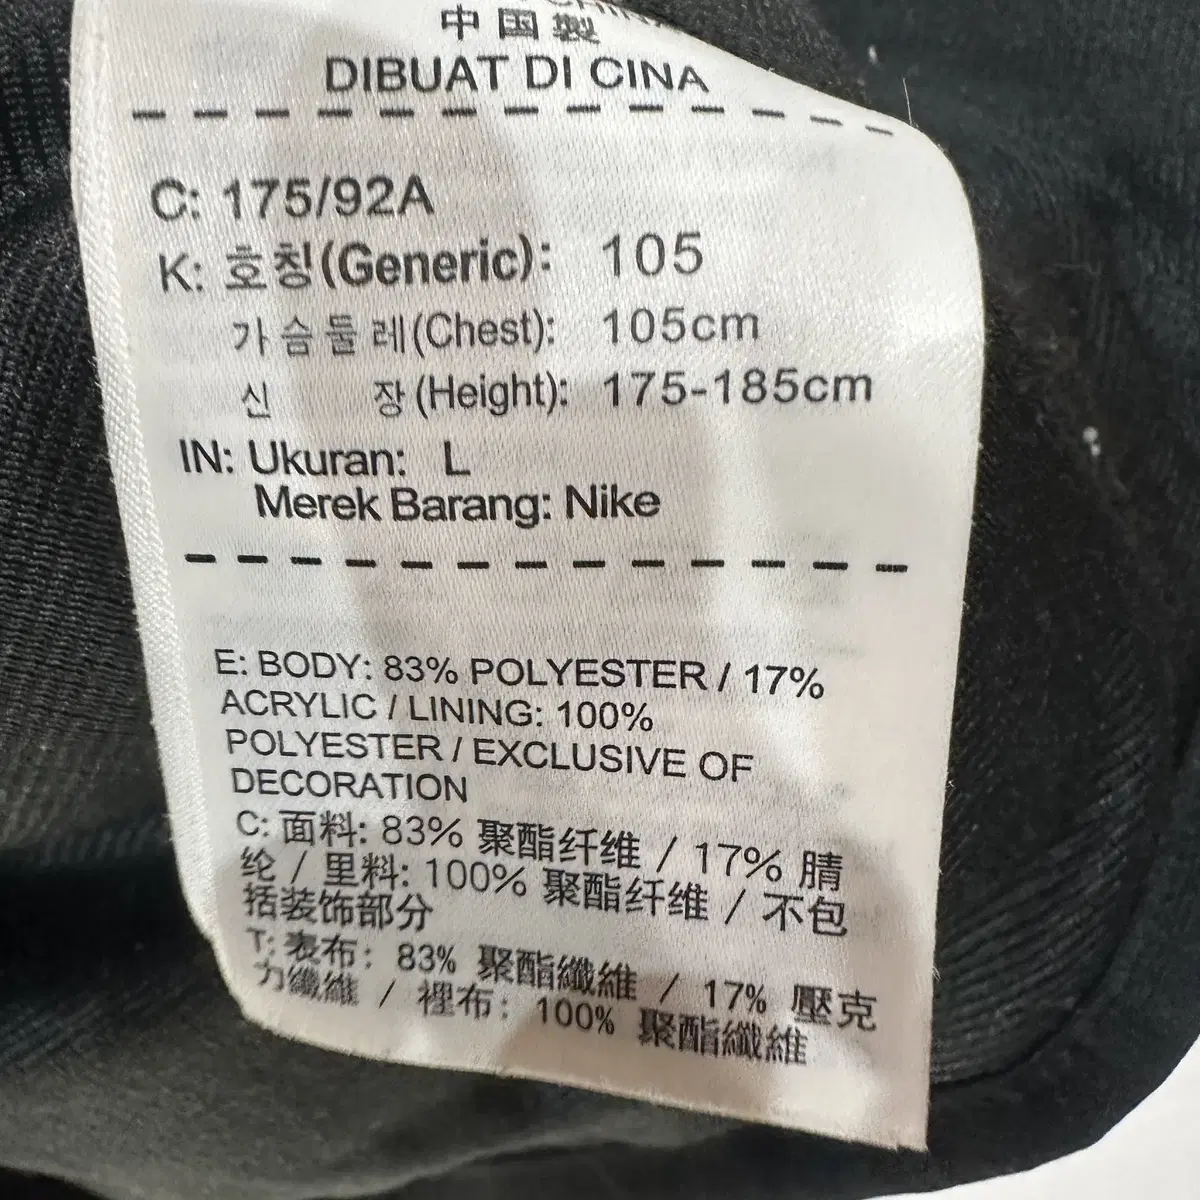 中国製
DIBUAT DI CINA
C: 175/92A
K: 호칭(Generic): 105
가슴둘레(Chest): 105cm
신 장(Height): 175-185cm
IN: Ukuran: L
Merek Barang: Nike
E: BODY: 83% POLYESTER / 17%
ACRYLIC / LINING: 100%
POLYESTER / EXCLUSIVE OF
DECORATION
C: 面料: 83% 聚酯纤维 / 17% 腈
纶 / 里料: 100% 聚酯纤维 / 不包
括装饰部分
T: 表布: 83% 聚酯纖維 / 17% 壓克
力纖維 / 裡布: 100% 聚酯纖維